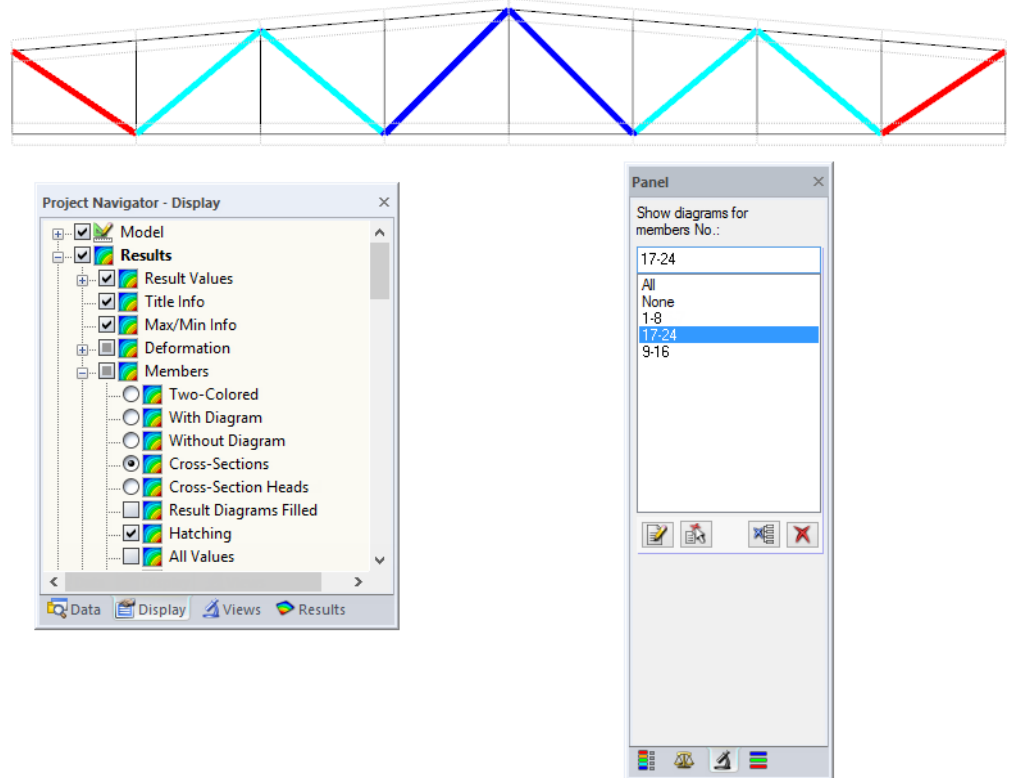 Project Navigator - Display
Model
Results
Result Values
Title Info
Max/Min Info
Deformation
Members
Two-Colored
With Diagram
Without Diagram
Cross-Sections
Cross-Section Heads
Result Diagrams Filled
Hatching
All Values
Data
Display
Views
Results
Panel
Show diagrams for
members No.:
17-24
All
None
1-8
17-24
9-16